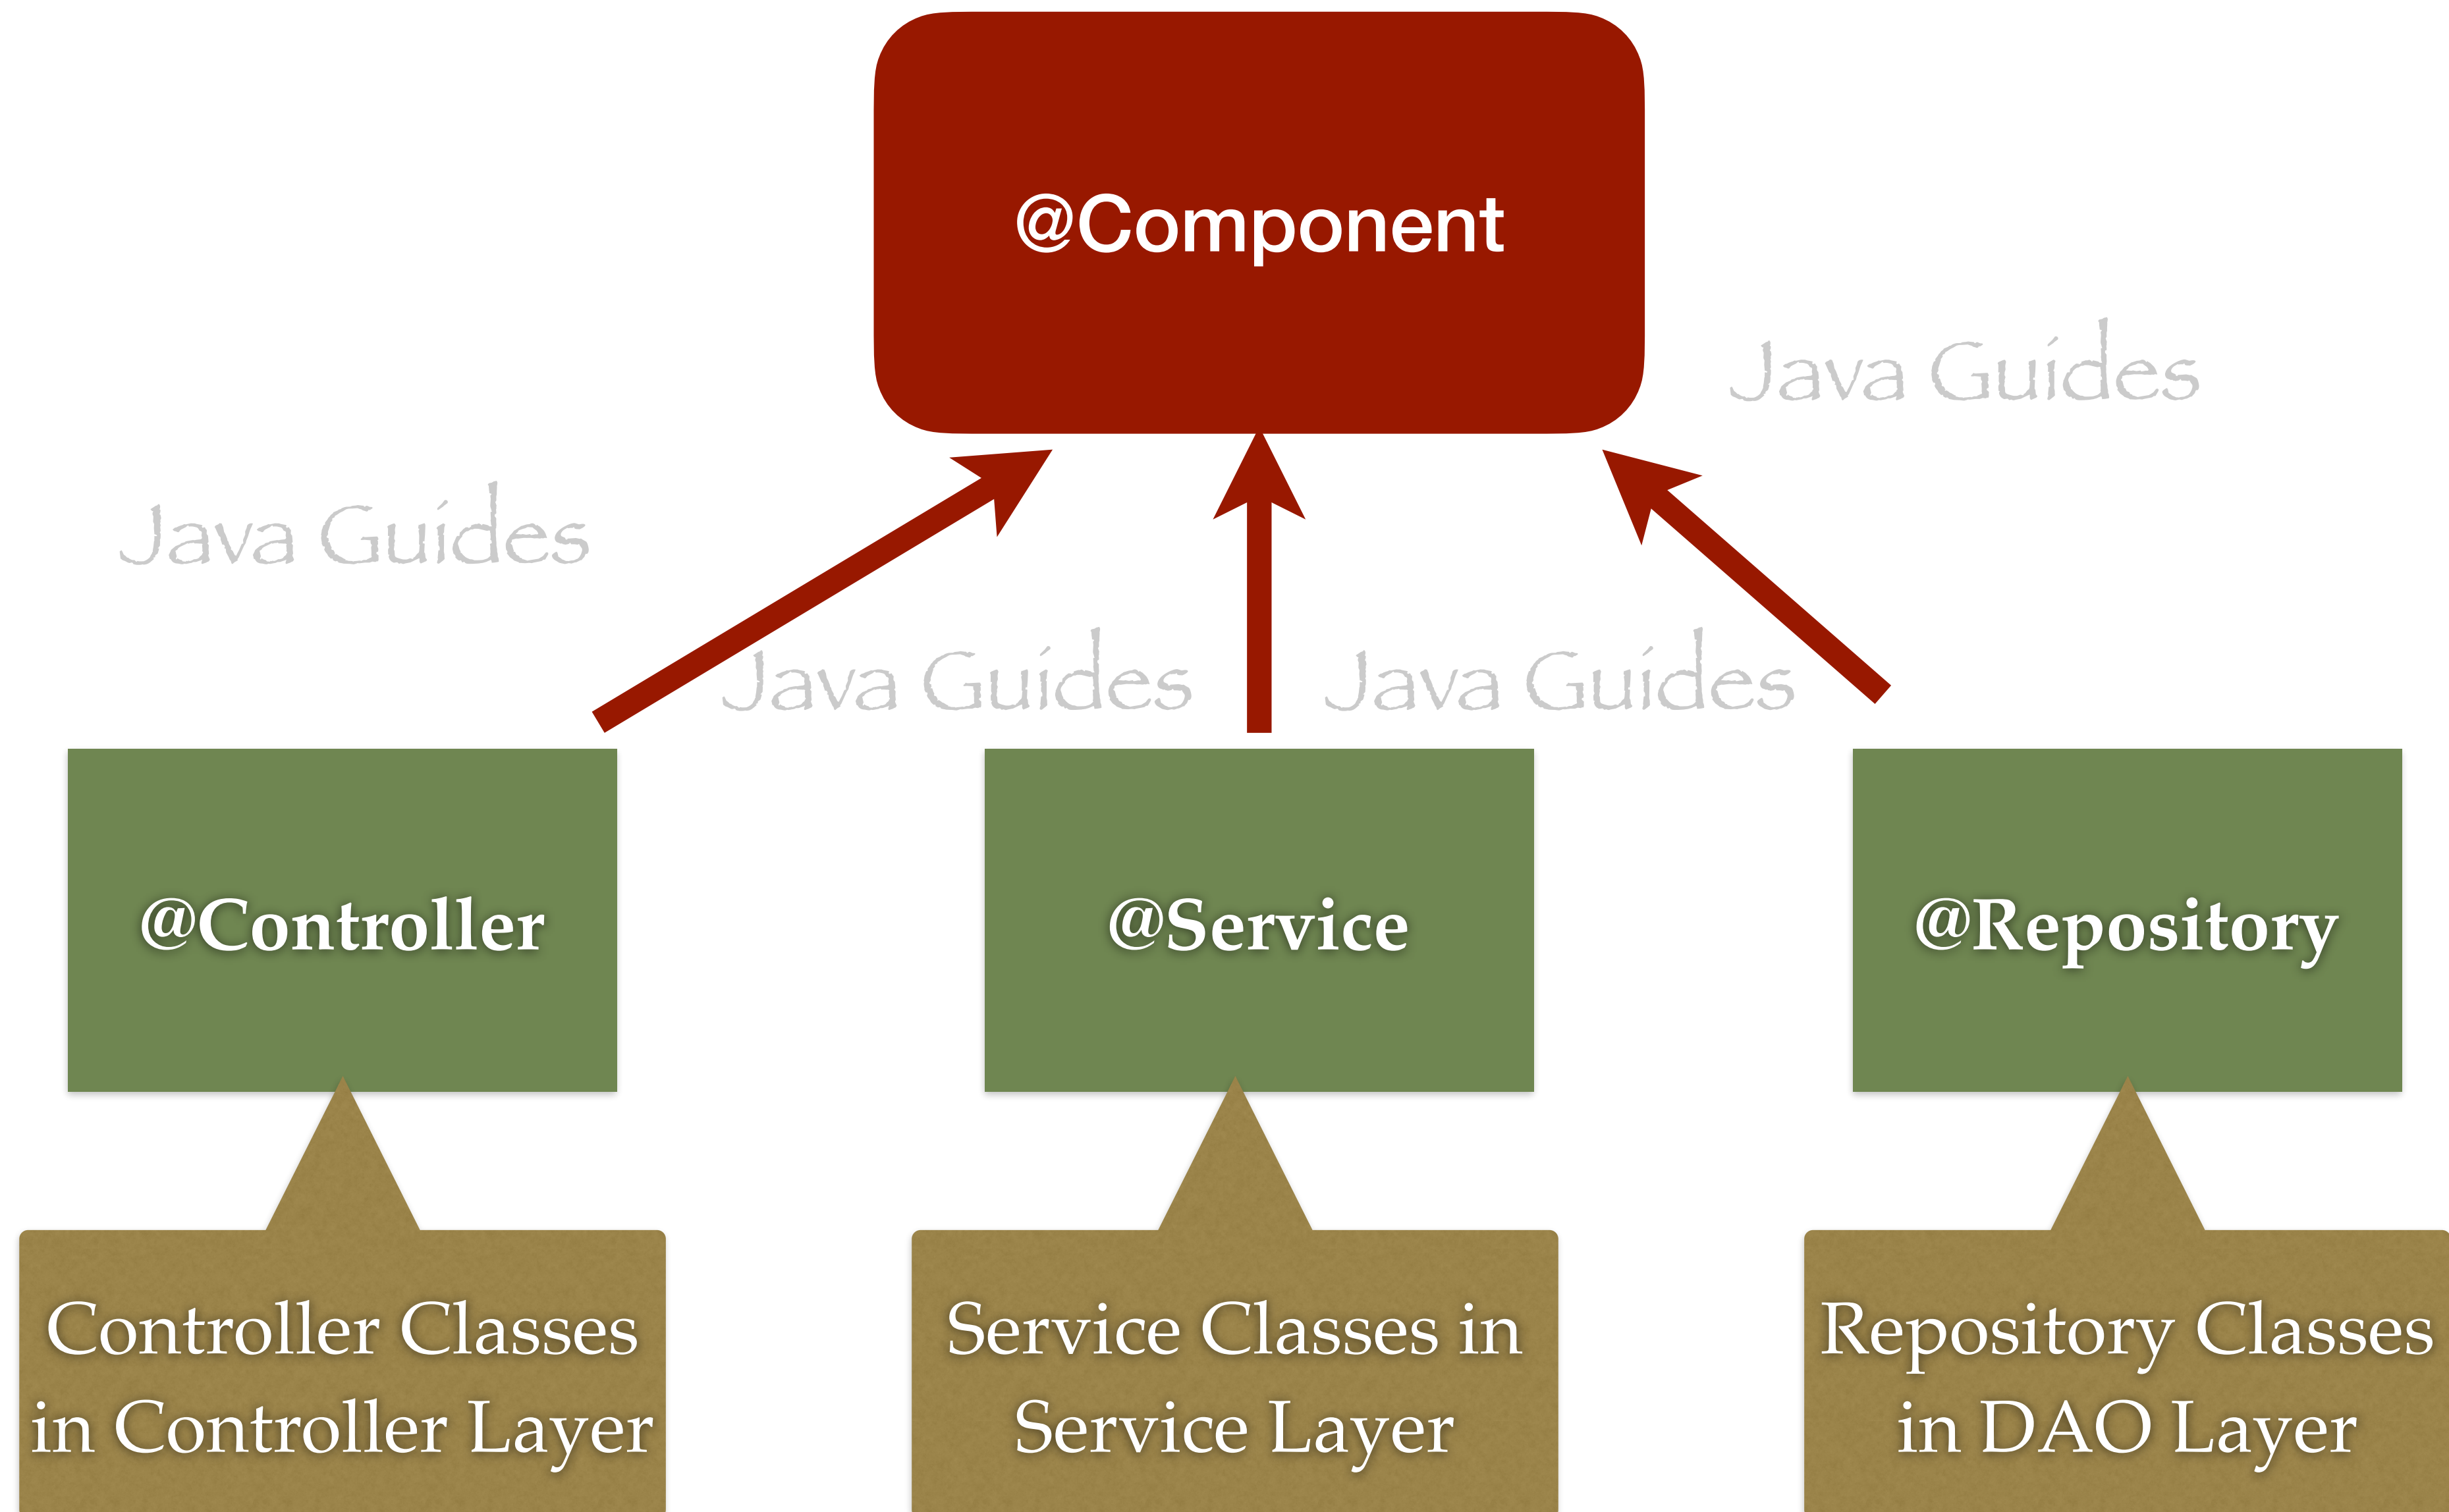 @Component
Java Guides
Java Guides
Java Guides
Java Guides
@Controller
@Service
@Repository
Controller Classes
in Controller Layer
Service Classes in
Service Layer
Repository Classes
in DAO Layer